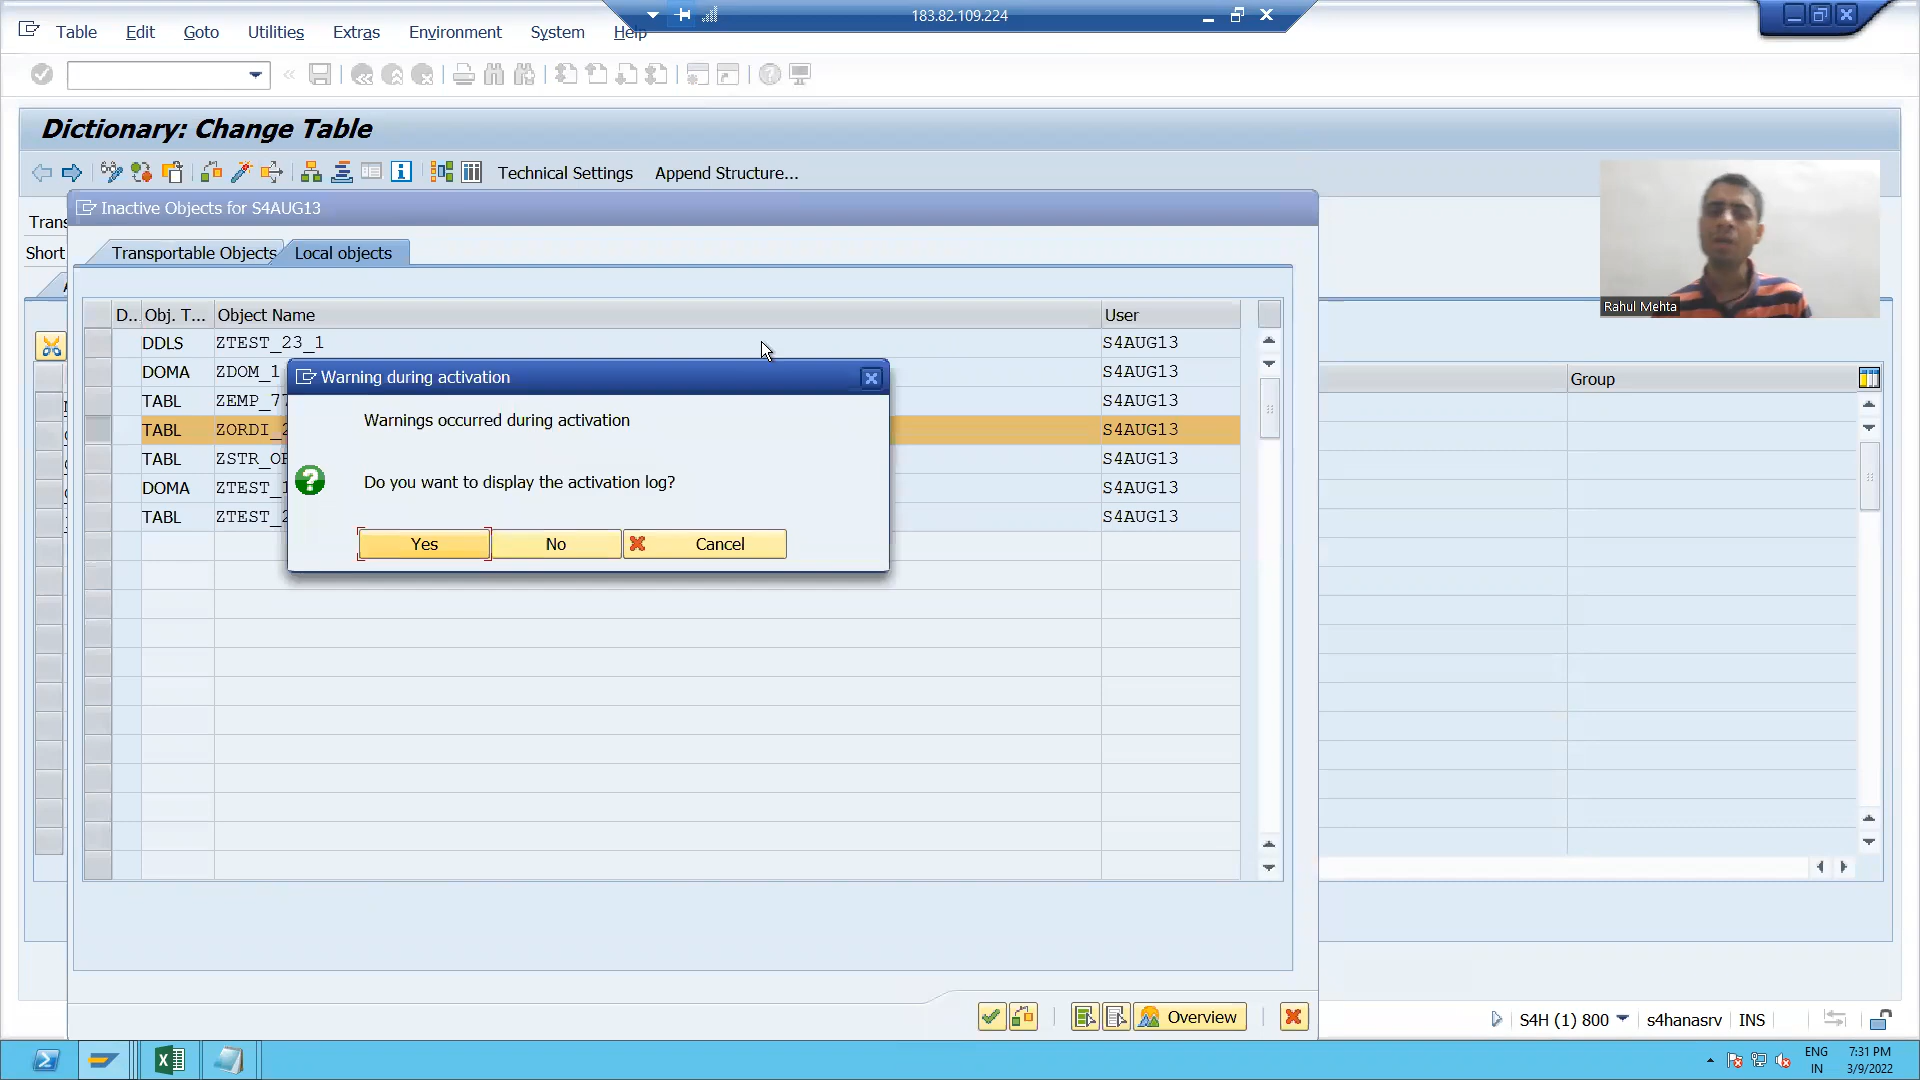 183.82.109.224
Table Edit Goto Utilities Extras Environment System Help
Dictionary: Change Table
Technical Settings Append Structure...
Inactive Objects for S4AUG13
Short
Transportable Objects Local objects
D... Obj. T... Object Name User
DDLS ZTEST_23_1 S4AUG13
DOMA ZDOM_1 S4AUG13
TABL ZEMP_77 S4AUG13
TABL ZORDI_2 S4AUG13
TABL S4AUG13
DOMA ZTEST_1 S4AUG13
TABL ZTEST_2 S4AUG13
Group
Warning during activation
Warnings occurred during activation
Do you want to display the activation log?
Yes No Cancel
Rahul Mehta
Overview
S4H (1) 800 s4hanasrv INS
ENG
IN
7:31 PM
3/9/2022